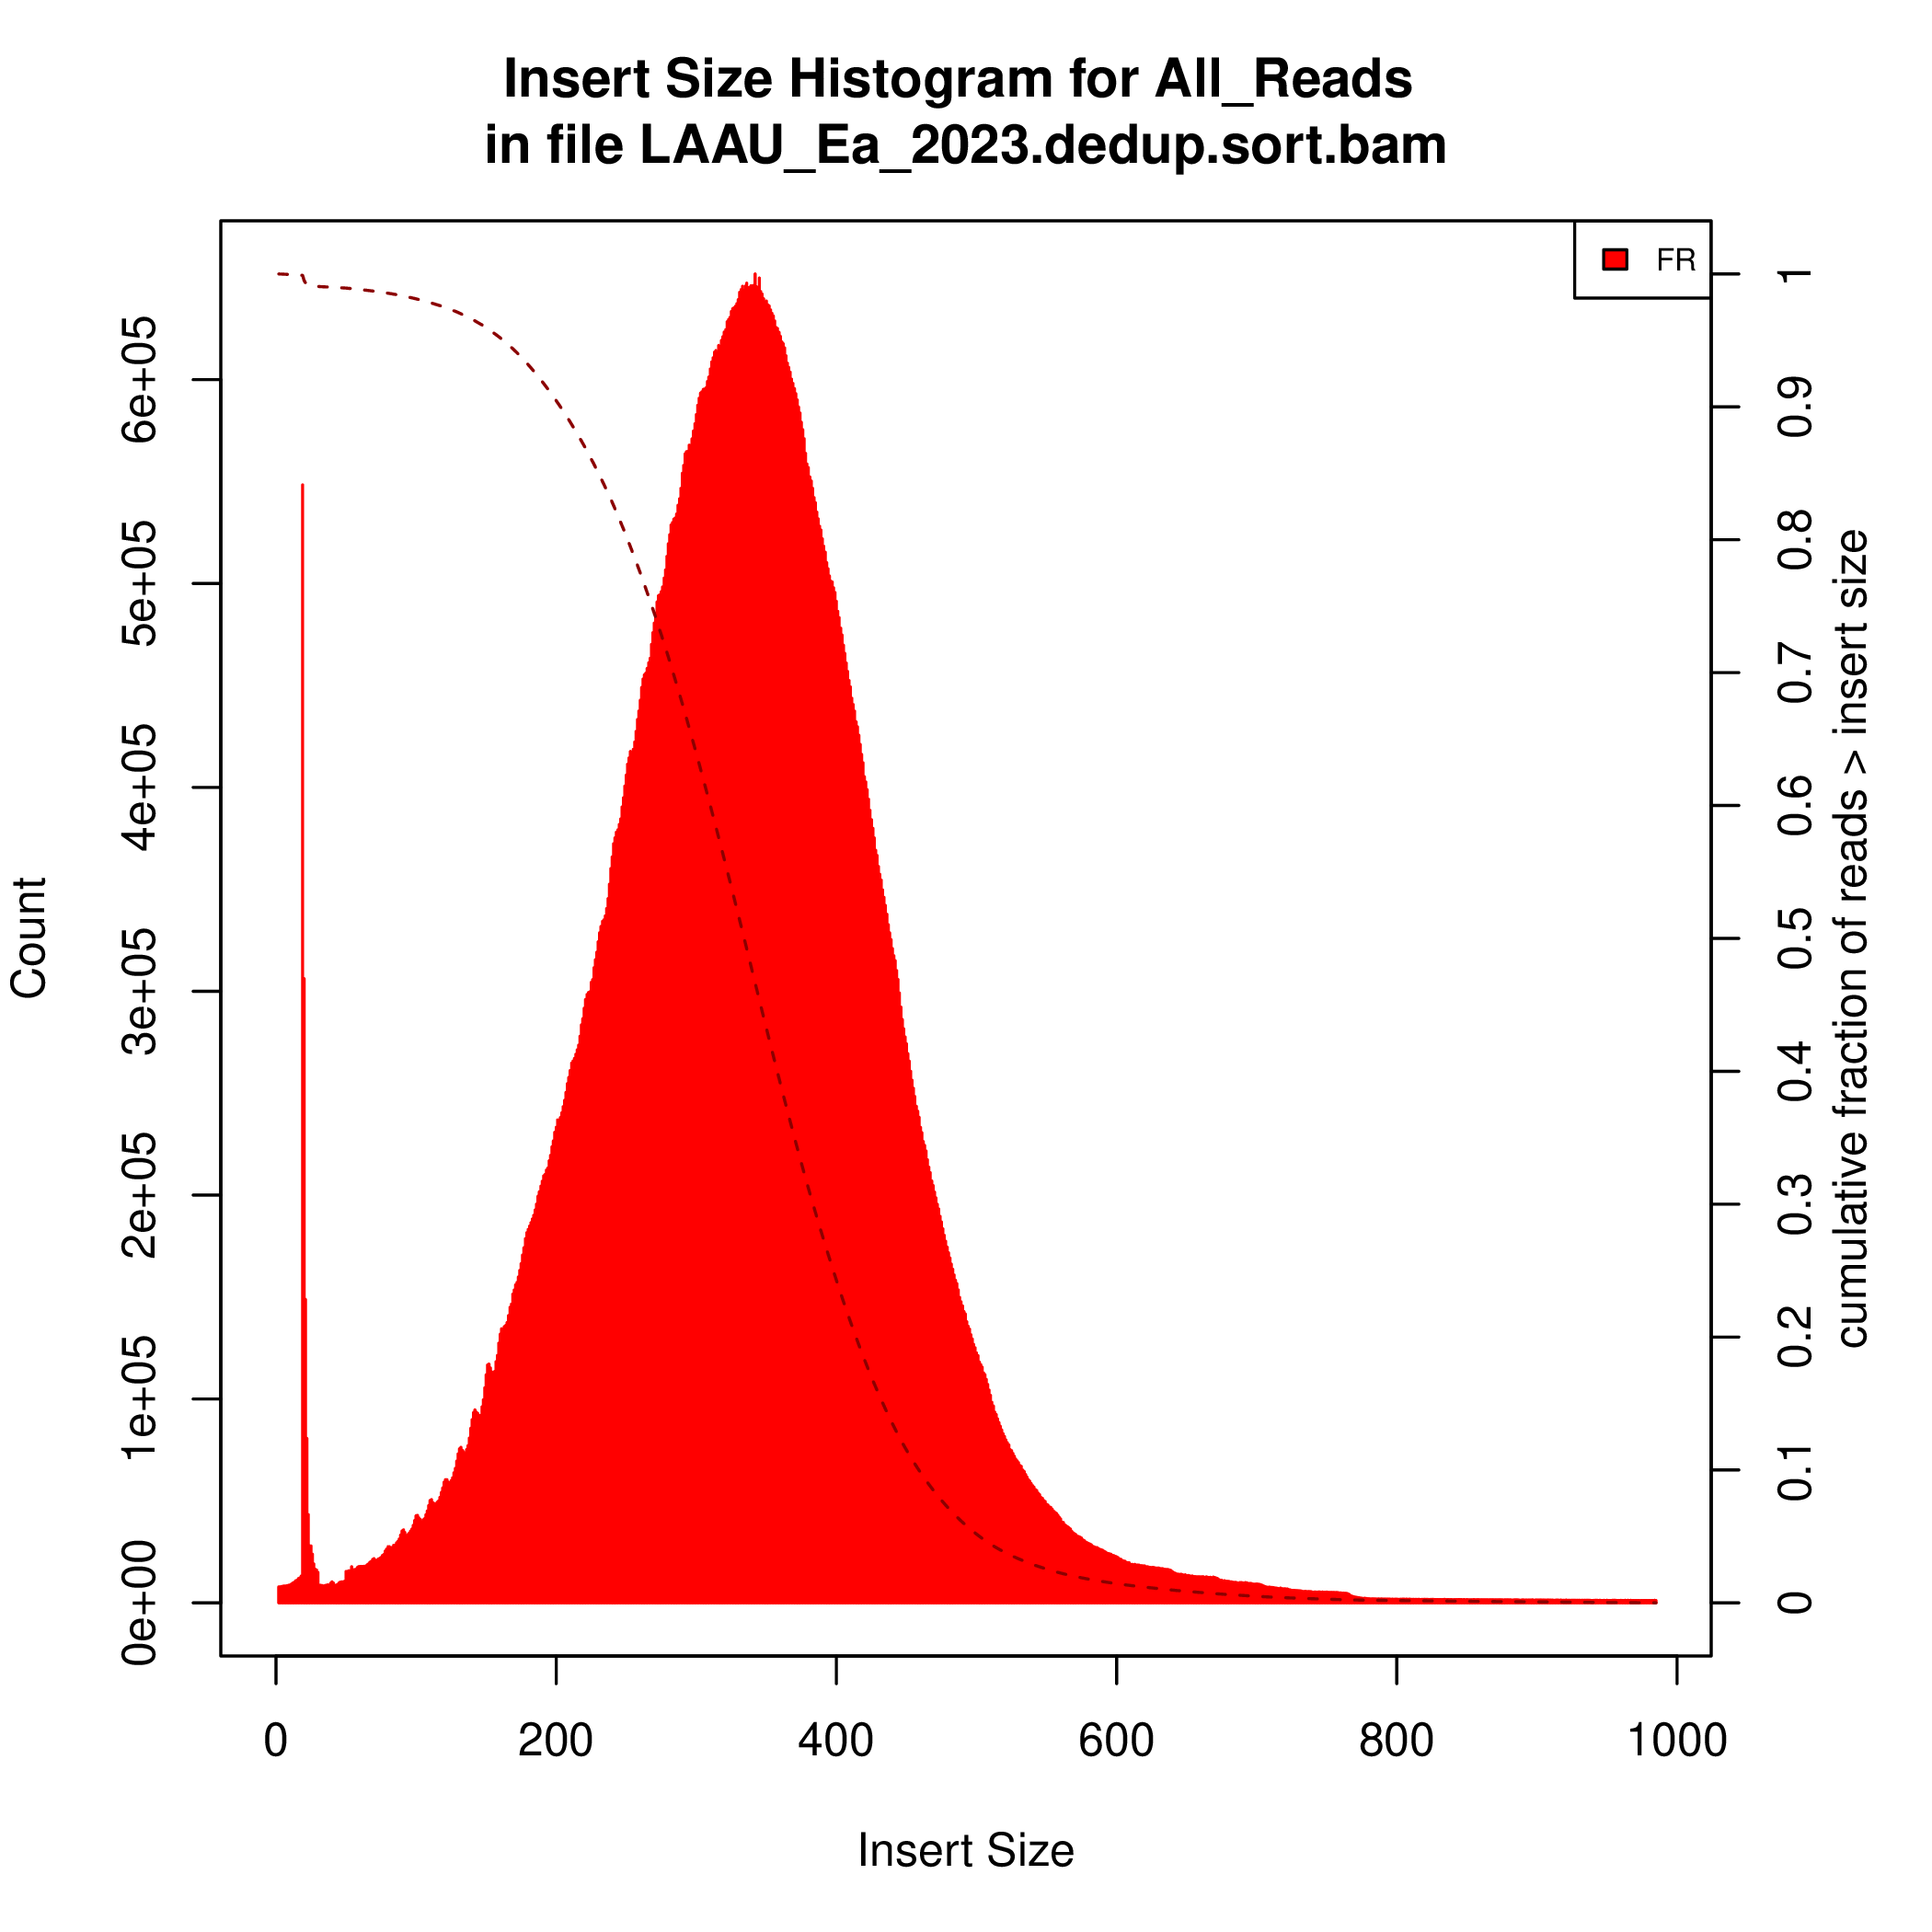 Insert Size Histogram for All_Reads
in file LAAU_Ea_2023.dedup.sort.bam
FR
Count
0e+00 1e+05 2e+05 3e+05 4e+05 5e+05 6e+05
0 0.1 0.2 0.3 0.4 0.5 0.6 0.7 0.8 0.9 1
cumulative fraction of reads > insert size
0 200 400 600 800 1000
Insert Size